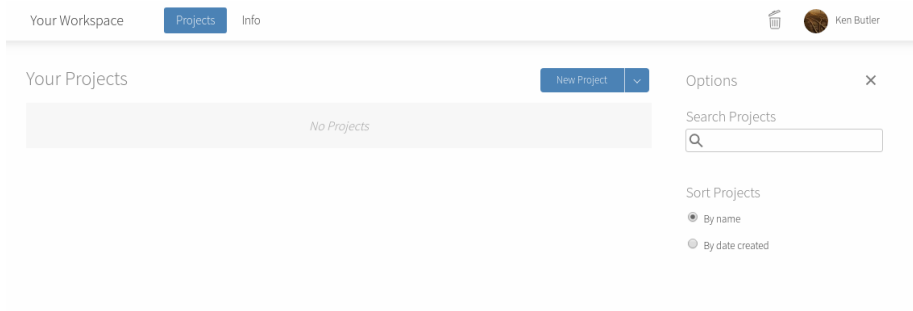 Your Workspace Projects Info Ken Butler
Your Projects
New Project
No Projects
Options
Search Projects
Sort Projects
By name
By date created